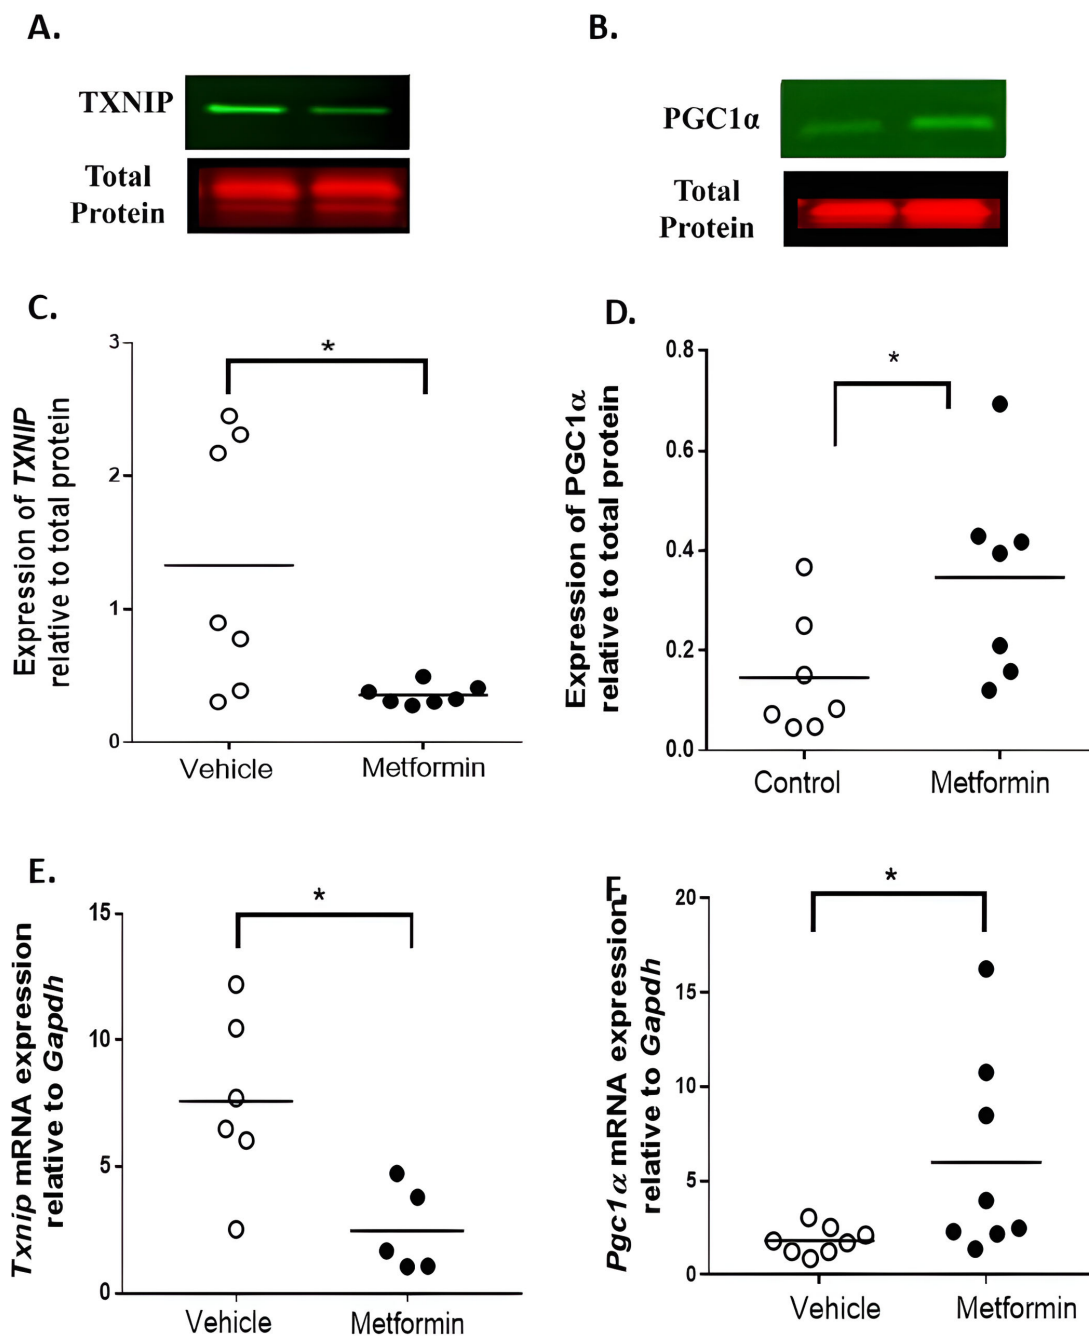 A.
TXNIP
Total
Protein
B.
PGC1α
Total
Protein
C.
Expression of TXNIP
relative to total protein
3
2
1
0
*
Vehicle
Metformin
D.
Expression of PGC1α
relative to total protein
0.8
0.6
0.4
0.2
0.0
*
Control
Metformin
E.
Txnip mRNA expression
relative to Gapdh
15
10
5
0
*
Vehicle
Metformin
F.
Pgc1α mRNA expression
relative to Gapdh
20
15
10
5
0
*
Vehicle
Metformin